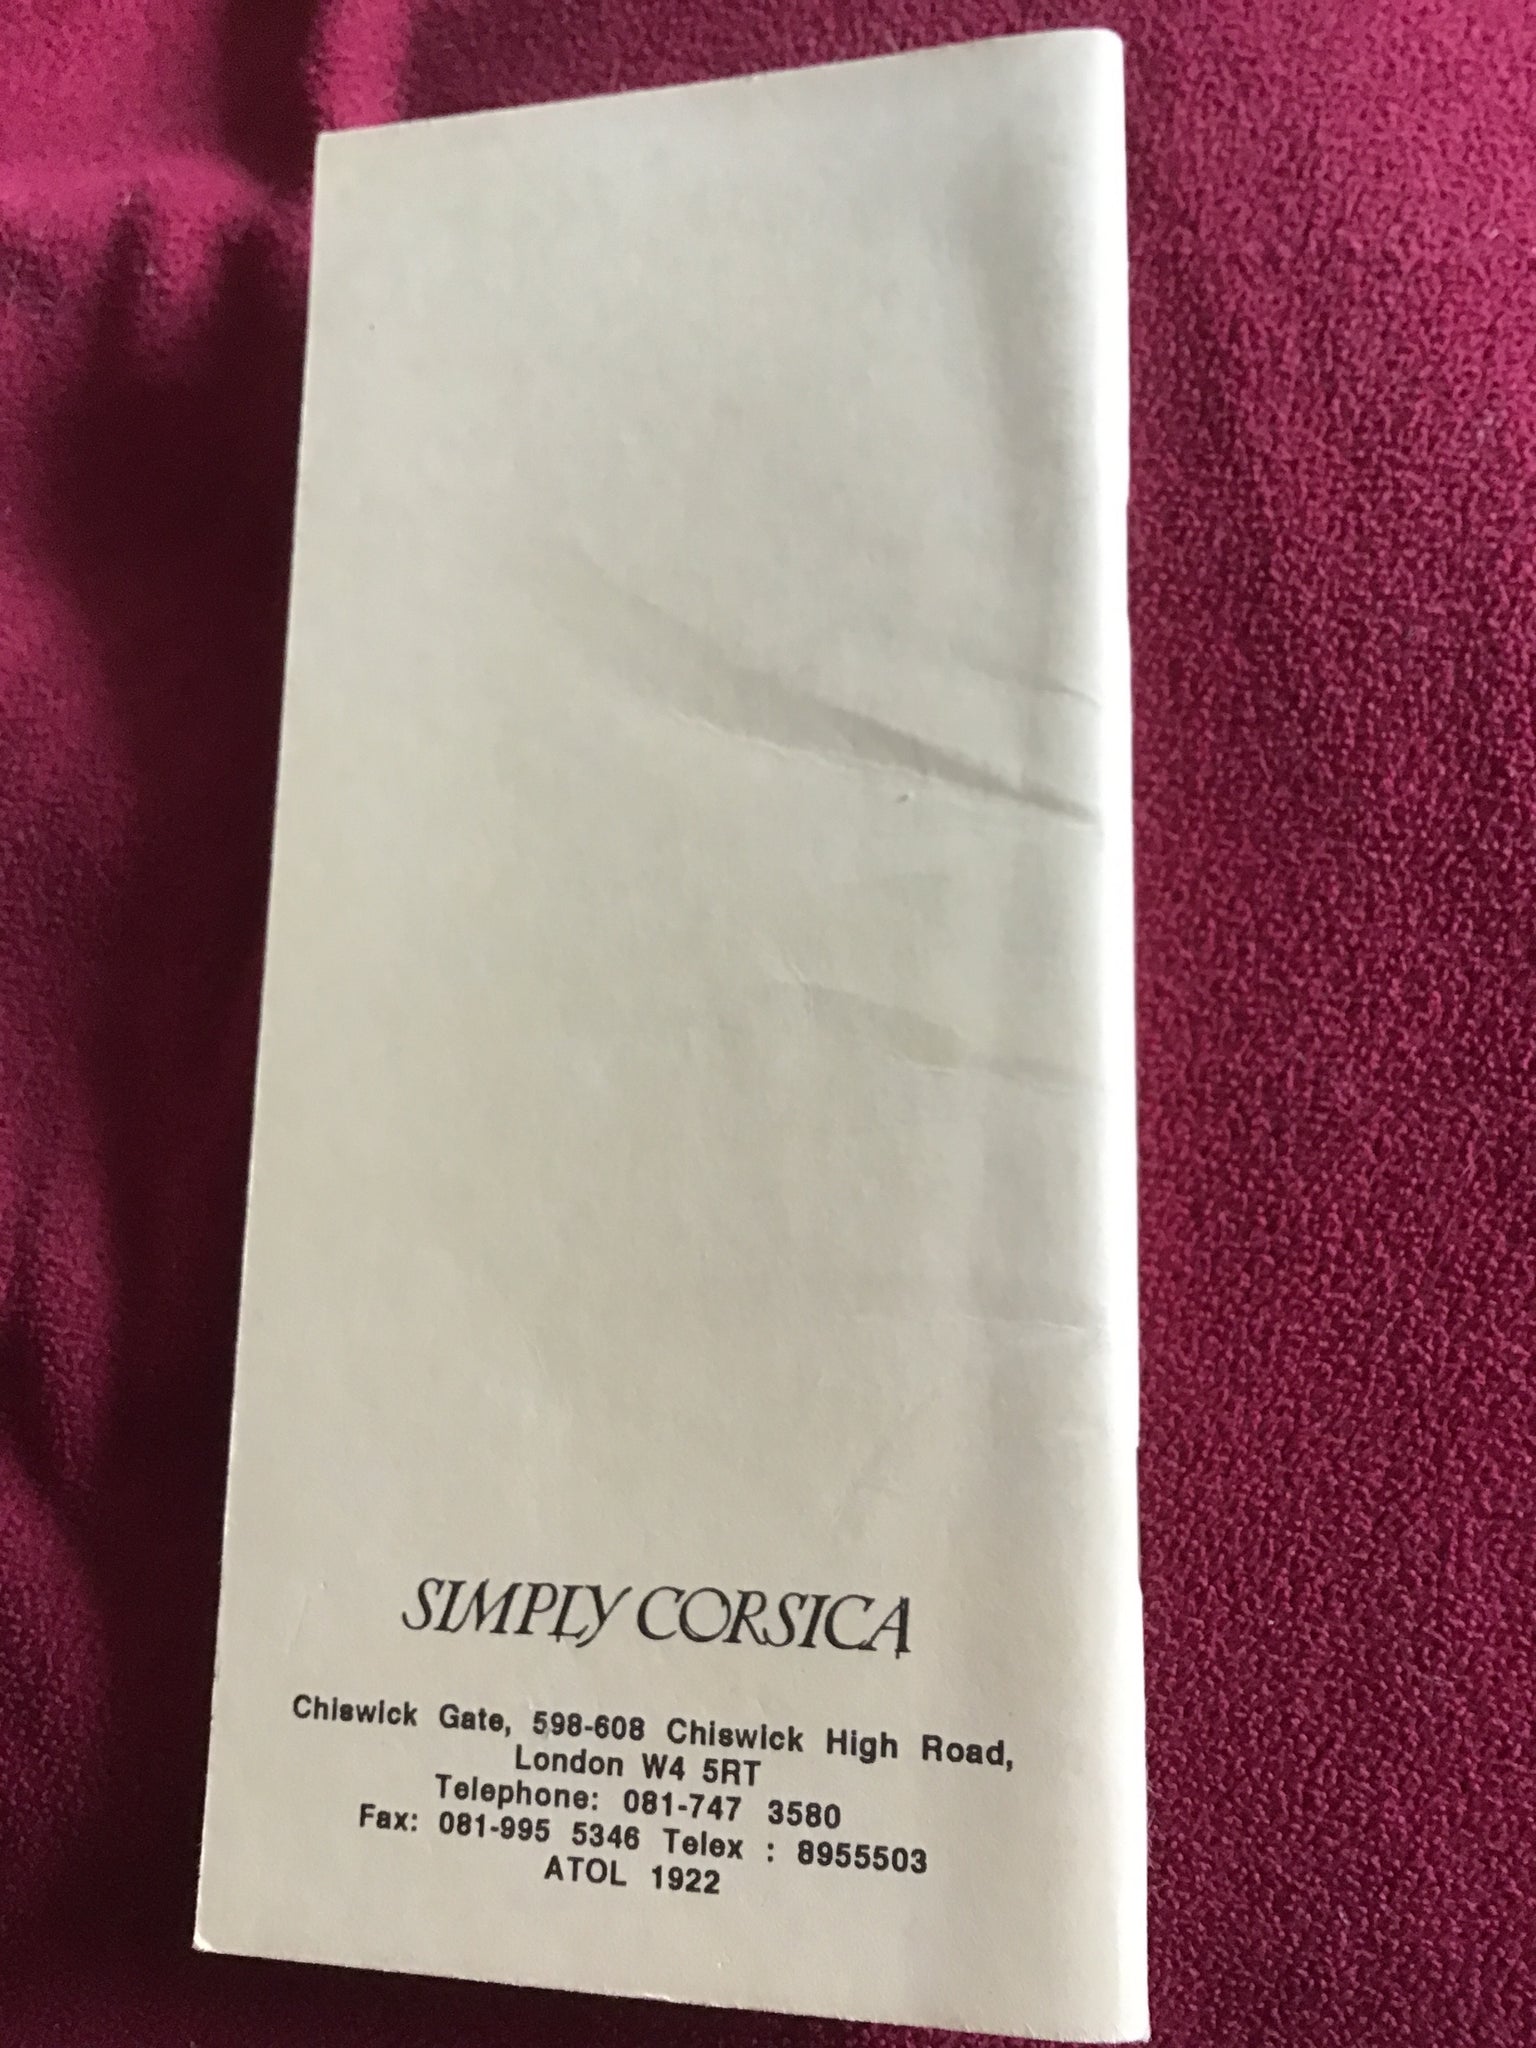 SIMPLY CORSICA
Chiswick Gate, 598-608 Chiswick High Road,
London W4 5RT
Telephone: 081-747 3580
Fax: 081-995 5346 Telex : 8955503
ATOL 1922